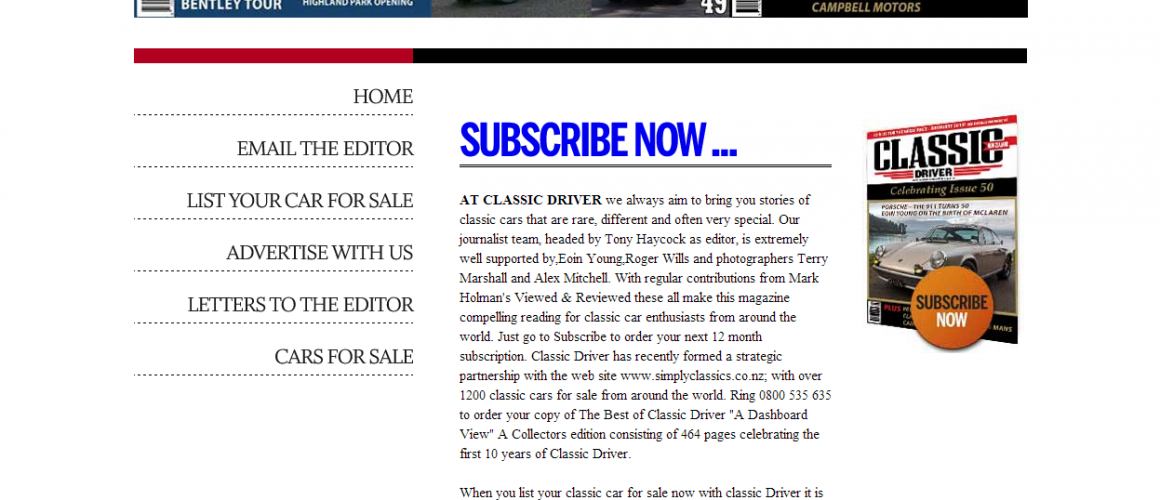 BENTLEY TOUR
HIGHLAND PARK OPENING
49
CAMPBELL MOTORS
HOME
EMAIL THE EDITOR
LIST YOUR CAR FOR SALE
ADVERTISE WITH US
LETTERS TO THE EDITOR
CARS FOR SALE
SUBSCRIBE NOW ...
AT CLASSIC DRIVER we always aim to bring you stories of
classic cars that are rare, different and often very special. Our
journalist team, headed by Tony Haycock as editor, is extremely
well supported by,Eoin Young,Roger Wills and photographers Terry
Marshall and Alex Mitchell. With regular contributions from Mark
Holman's Viewed & Reviewed these all make this magazine
compelling reading for classic car enthusiasts from around the
world. Just go to Subscribe to order your next 12 month
subscription. Classic Driver has recently formed a strategic
partnership with the web site www.simplyclassics.co.nz; with over
1200 classic cars for sale from around the world. Ring 0800 535 635
to order your copy of The Best of Classic Driver "A Dashboard
View" A Collectors edition consisting of 464 pages celebrating the
first 10 years of Classic Driver.
When you list your classic car for sale now with classic Driver it is
CLASSIC
DRIVER
Celebrating Issue 50
PORSCHE - THE 911 TURNS 50
EOIN YOUNG ON THE BIRTH OF MCLAREN
SUBSCRIBE
NOW
PLUS
MANS